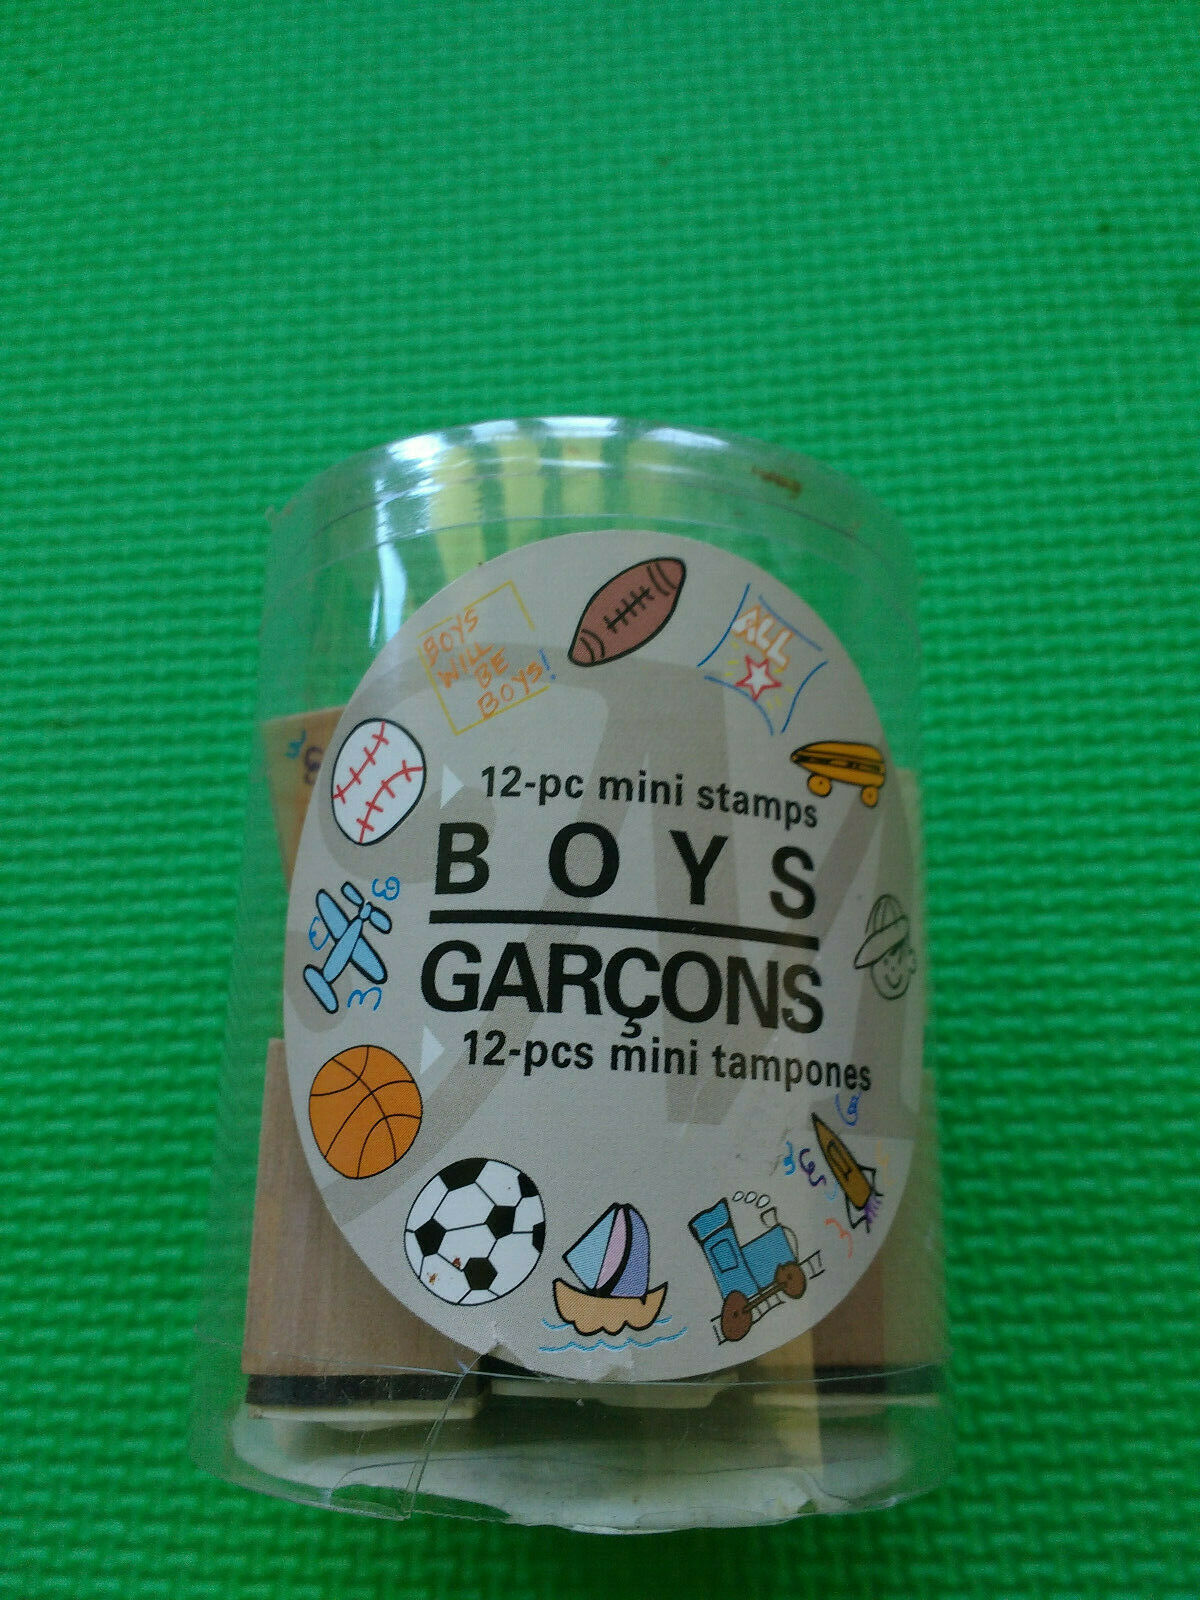 BOYS
WILL
BE
BOYS!
ALL
12-pc mini stamps
BOYS
GARÇONS
12-pcs mini tampones